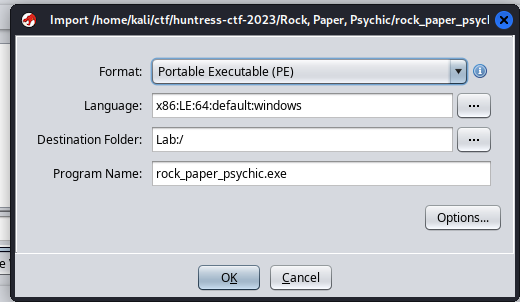 Import /home/kali/ctf/huntress-ctf-2023/Rock, Paper, Psychic/rock_paper_psych
Format: Portable Executable (PE)
Language: x86:LE:64:default:windows ...
Destination Folder: Lab:/ ...
Program Name: rock_paper_psychic.exe
Options...
OK Cancel